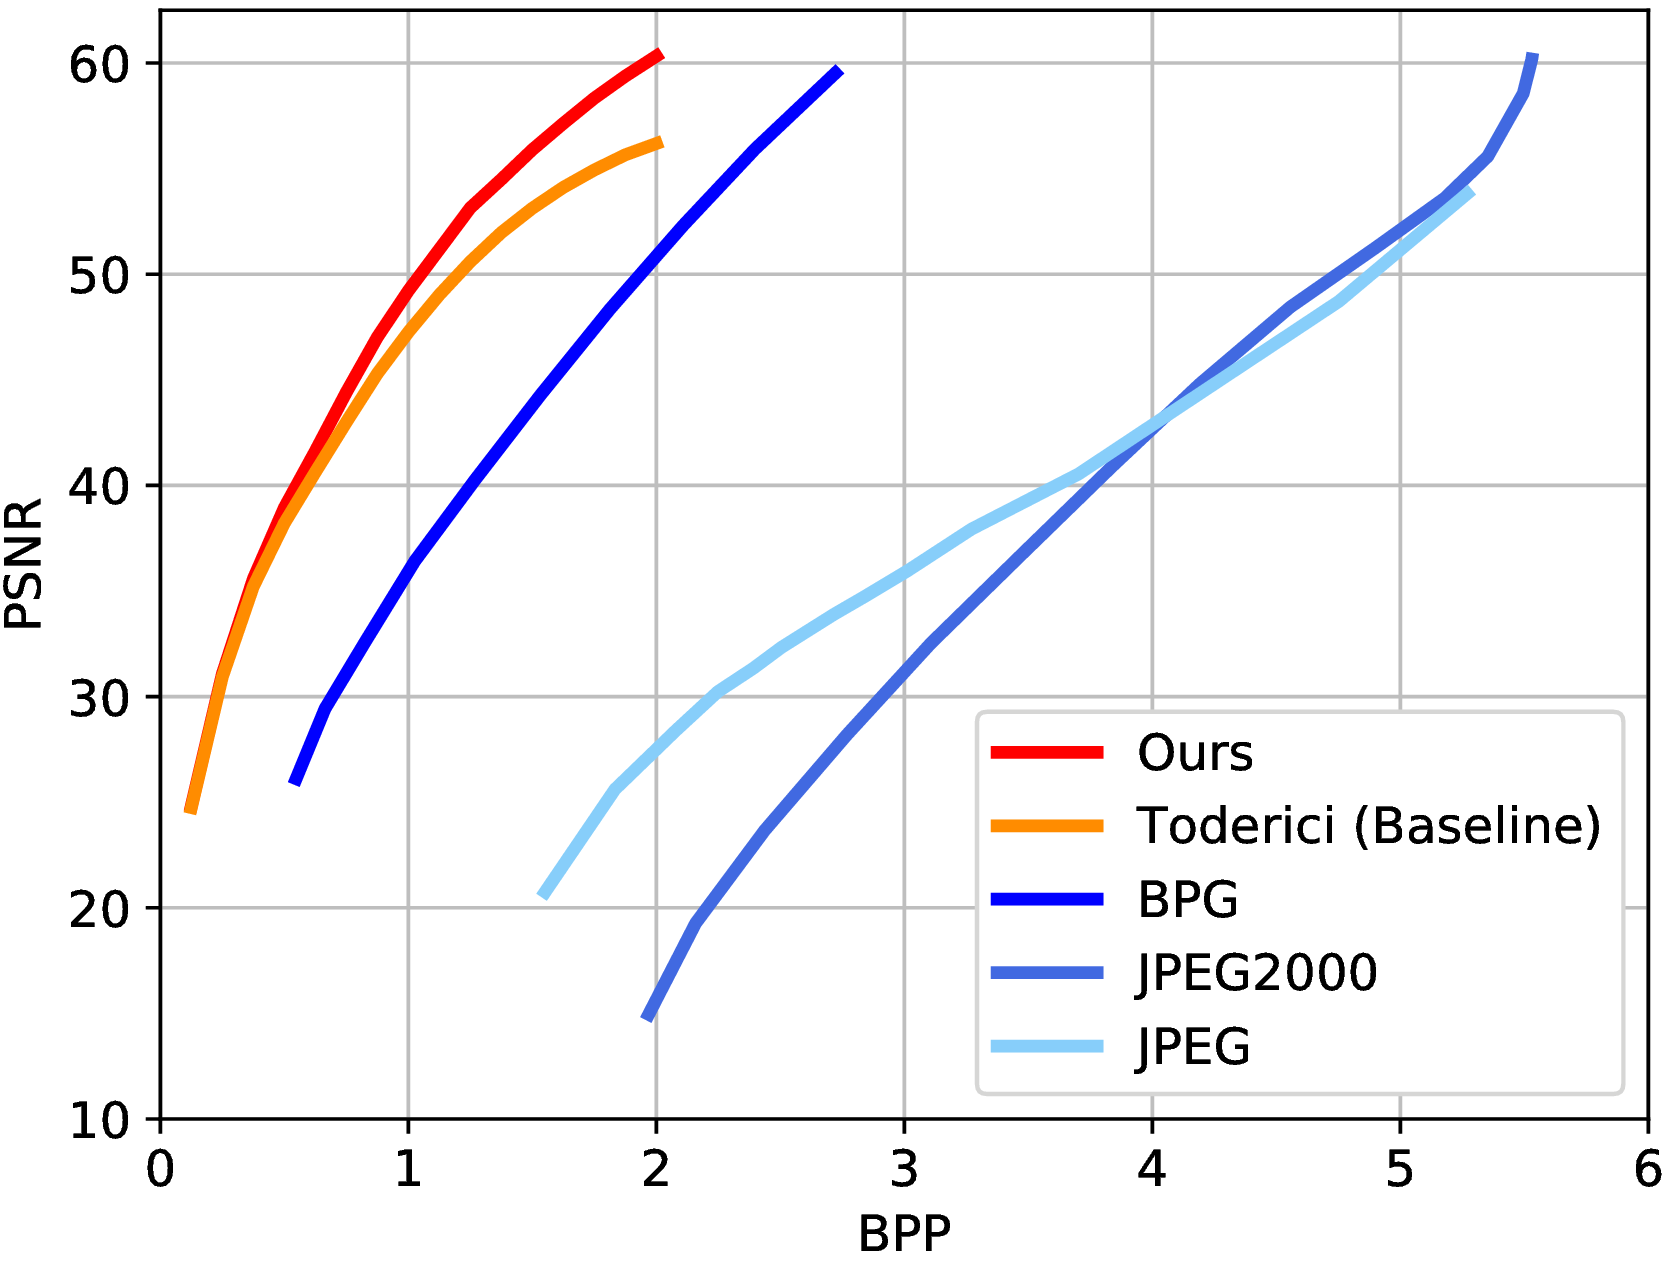 60
50
40
30
20
10
PSNR
0 1 2 3 4 5 6
BPP
Ours
Toderici (Baseline)
BPG
JPEG2000
JPEG